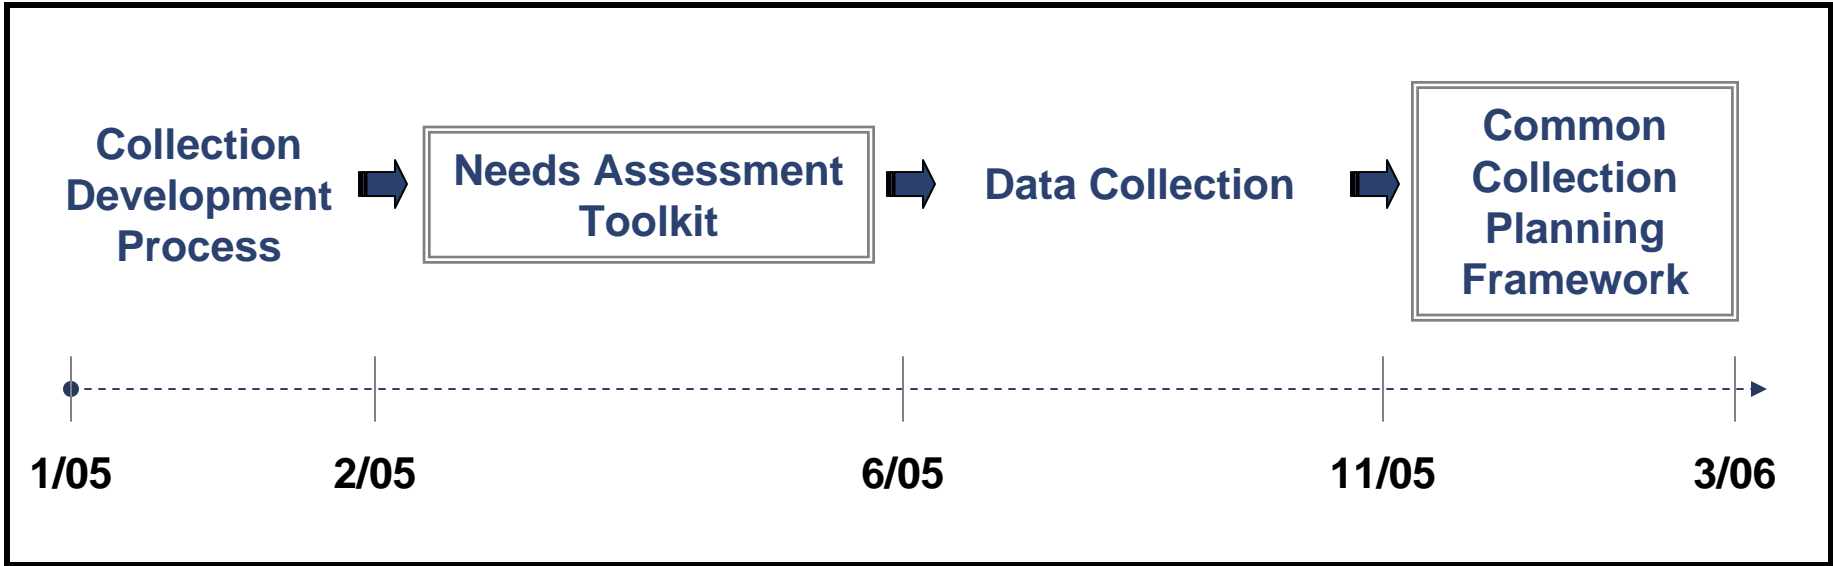 Collection
Development
Process
Needs Assessment
Toolkit
Data Collection
Common
Collection
Planning
Framework
1/05
2/05
6/05
11/05
3/06